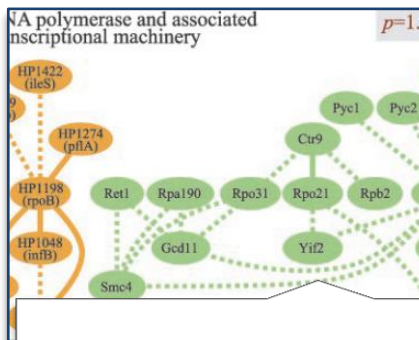 NA polymerase and associated
nscriptional machinery
p=1.
HP1422
(ileS)
HP1274
(pflA)
Pyc1
Pyc2
Ctr9
HP1198
(rpoB)
Ret1
Rpa190
Rpo31
Rpo21
Rpb2
HP1048
(infB)
Gcd11
Yif2
Smc4